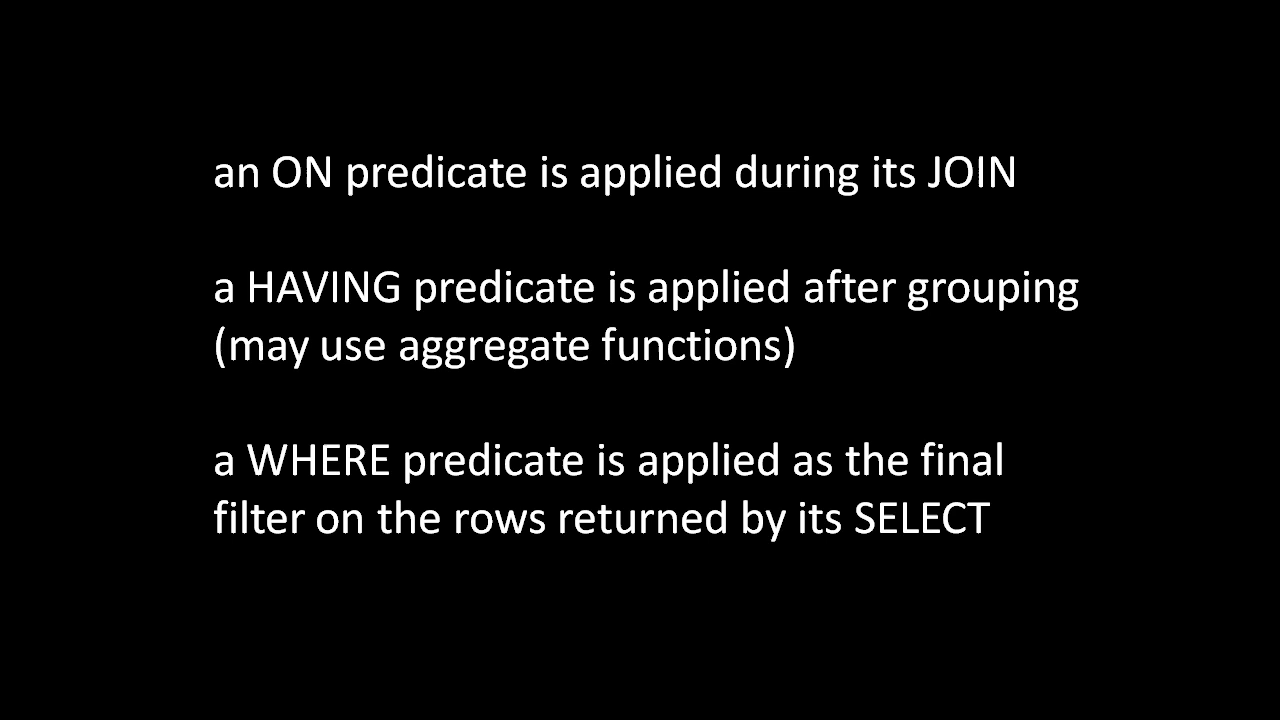 an ON predicate is applied during its JOIN
a HAVING predicate is applied after grouping
(may use aggregate functions)
a WHERE predicate is applied as the final
filter on the rows returned by its SELECT